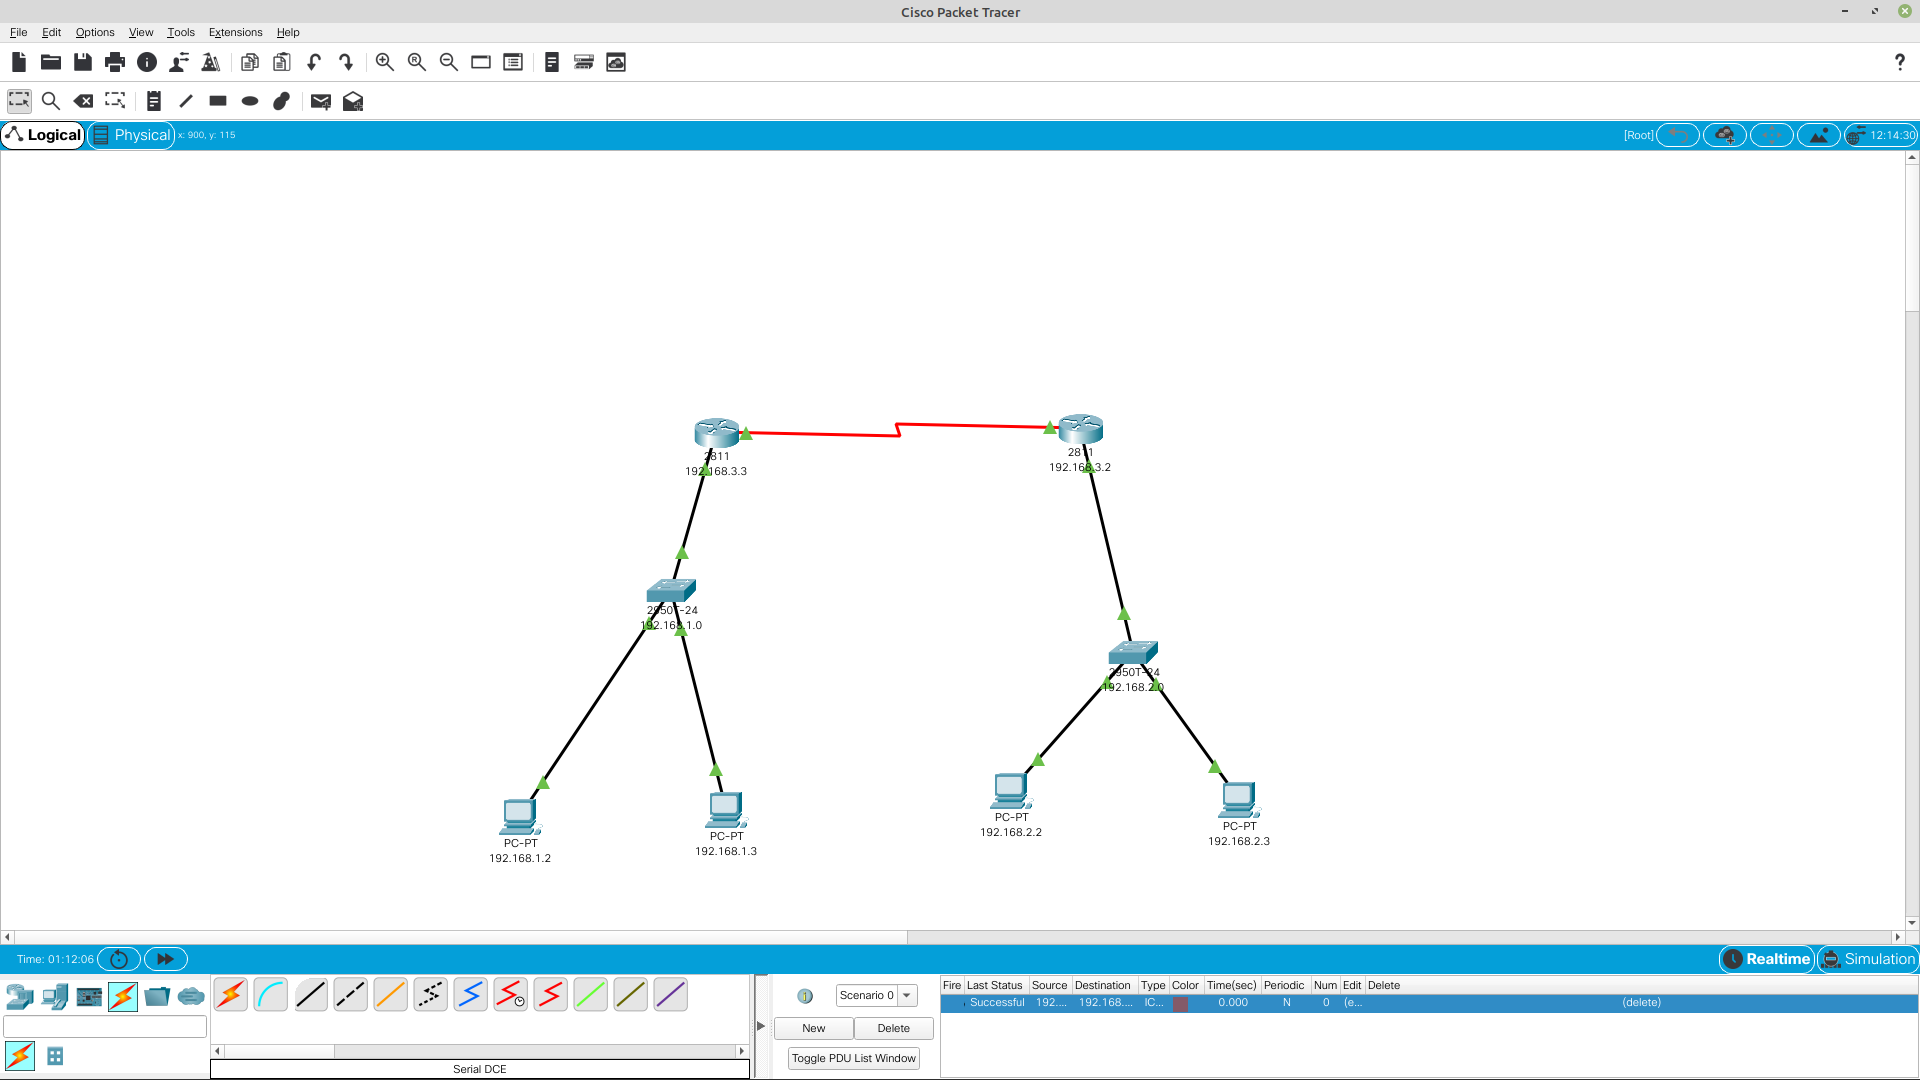 Cisco Packet Tracer
File Edit Options View Tools Extensions Help
?
Logical Physical x: 900, y: 115 [Root] 12:14:30
2811
192.168.3.3
2811
192.168.3.2
2950T-24
192.168.1.0
2950T-24
192.168.2.0
PC-PT
192.168.1.2
PC-PT
192.168.1.3
PC-PT
192.168.2.2
PC-PT
192.168.2.3
Time: 01:12:06 Realtime Simulation
Scenario 0
New Delete
Toggle PDU List Window
Serial DCE
Fire Last Status Source Destination Type Color Time(sec) Periodic Num Edit Delete
Successful 192.... 192.168.... IC... 0.000 N 0 (e... (delete)